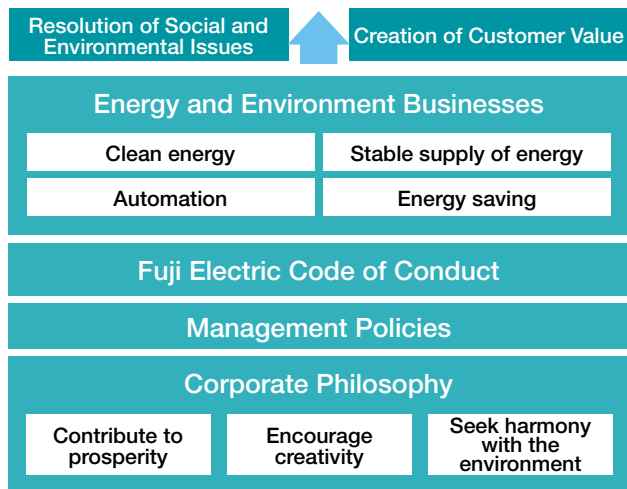 Resolution of Social and
Environmental Issues
Creation of Customer Value
Energy and Environment Businesses
Clean energy
Stable supply of energy
Automation
Energy saving
Fuji Electric Code of Conduct
Management Policies
Corporate Philosophy
Contribute to
prosperity
Encourage
creativity
Seek harmony
with the
environment